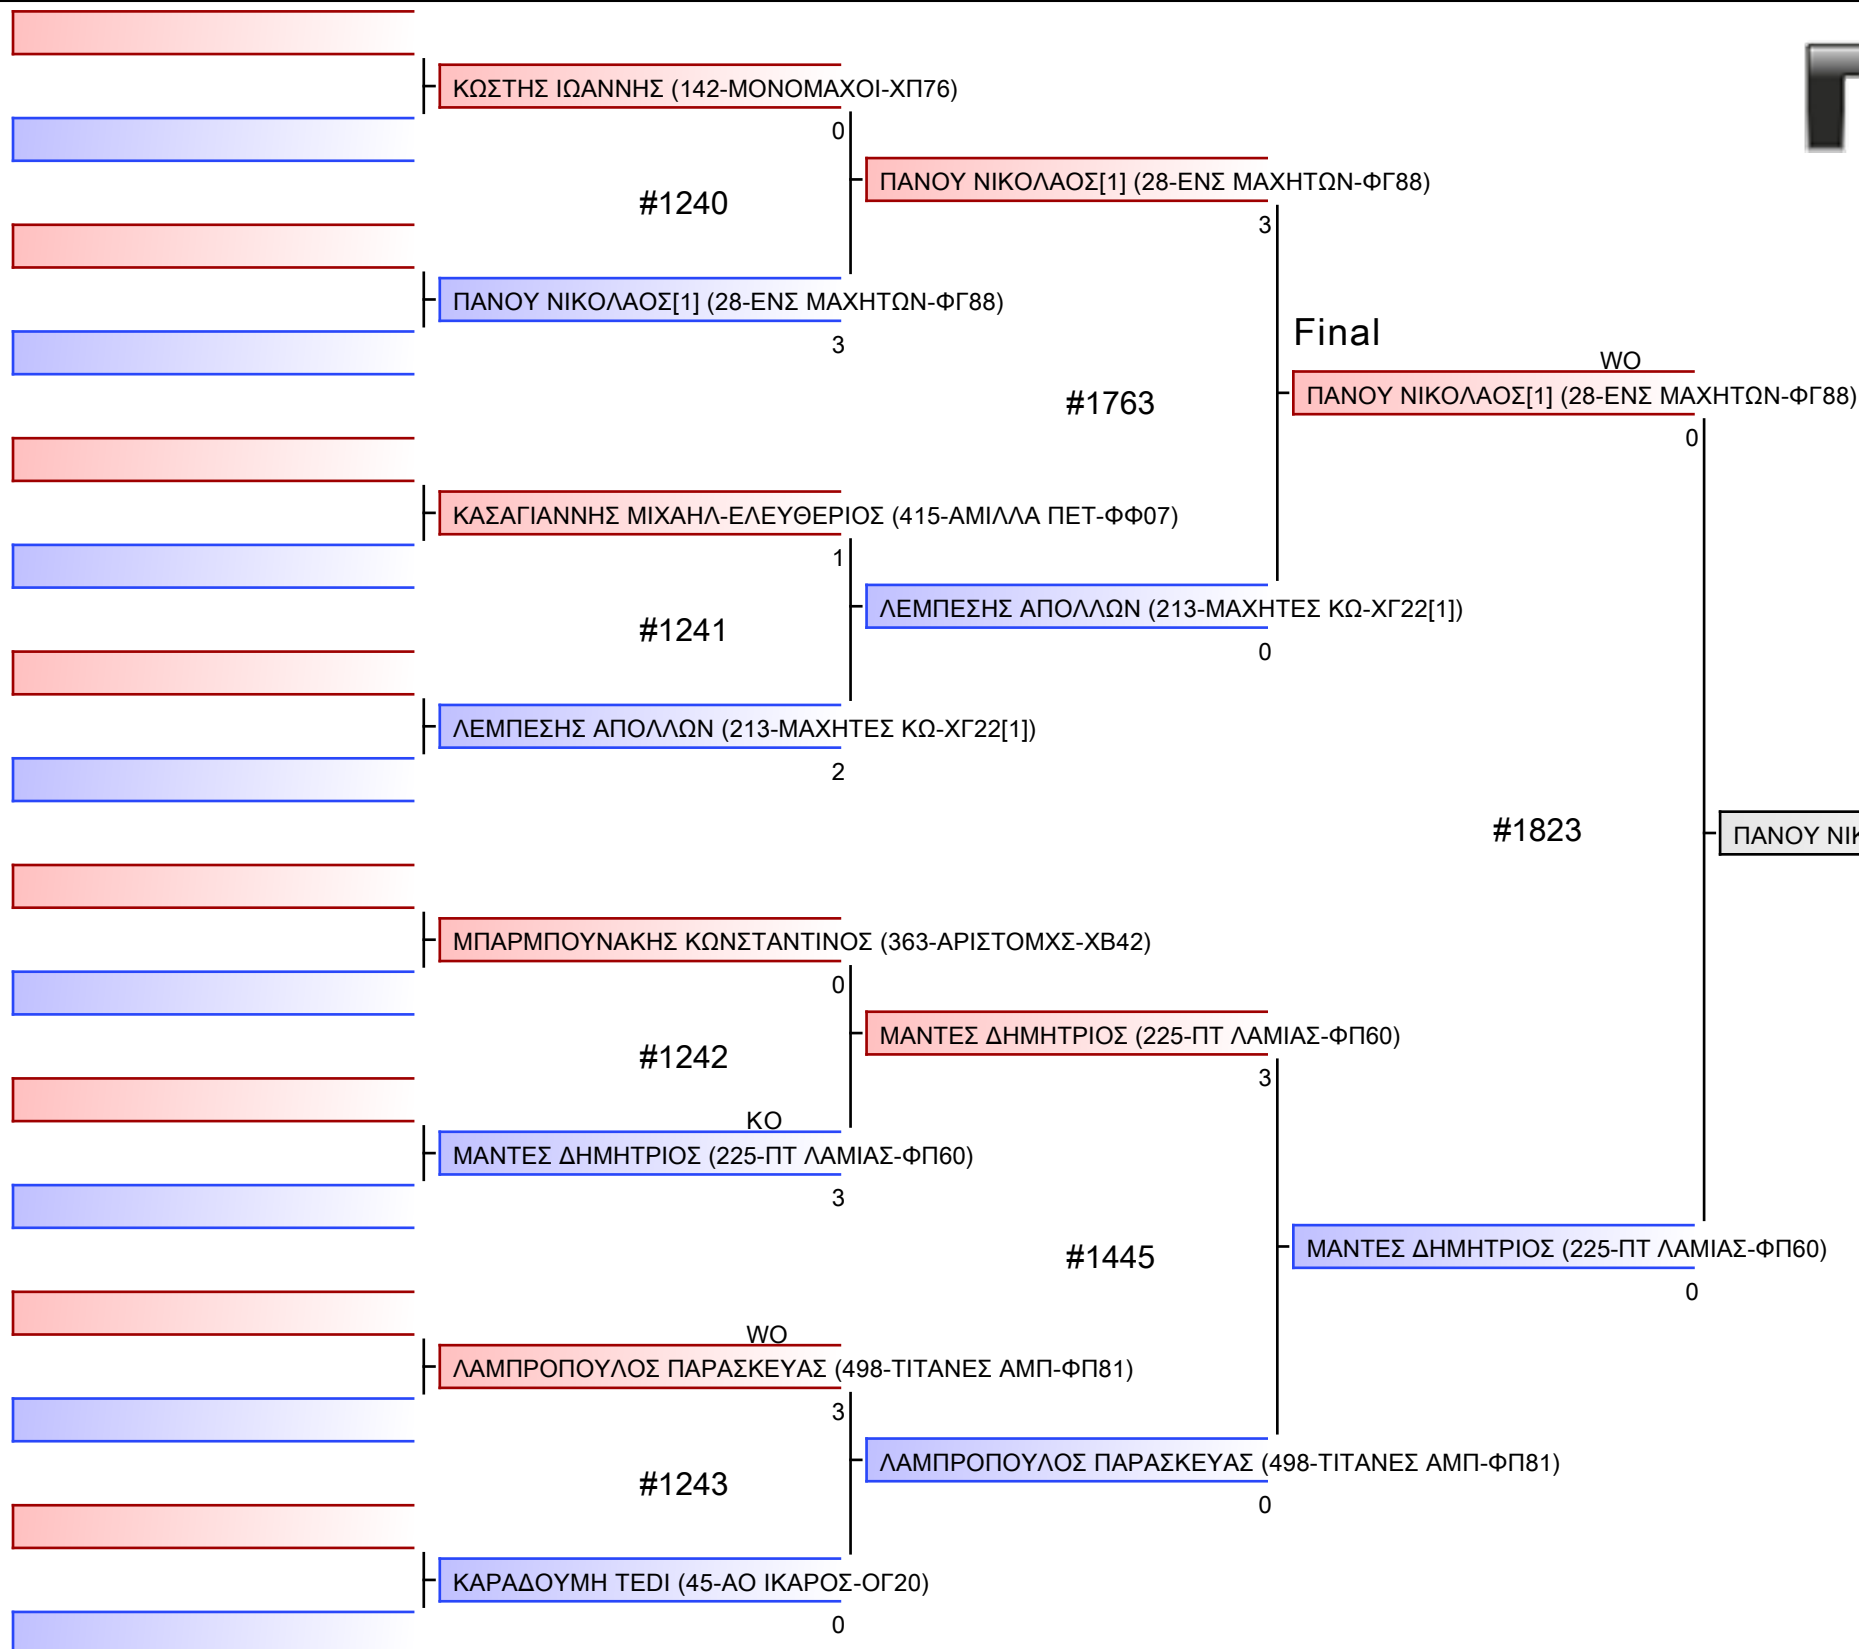 ΚΩΣΤΗΣ ΙΩΑΝΝΗΣ (142-ΜΟΝΟΜΑΧΟΙ-ΧΠ76)
0
#1240
ΠΑΝΟΥ ΝΙΚΟΛΑΟΣ[1] (28-ΕΝΣ ΜΑΧΗΤΩΝ-ΦΓ88)
3
ΠΑΝΟΥ ΝΙΚΟΛΑΟΣ[1] (28-ΕΝΣ ΜΑΧΗΤΩΝ-ΦΓ88)
3
Final
WO
ΠΑΝΟΥ ΝΙΚΟΛΑΟΣ[1] (28-ΕΝΣ ΜΑΧΗΤΩΝ-ΦΓ88)
0
#1763
ΚΑΣΑΓΙΑΝΝΗΣ ΜΙΧΑΗΛ-ΕΛΕΥΘΕΡΙΟΣ (415-ΑΜΙΛΛΑ ΠΕΤ-ΦΦ07)
1
#1241
ΛΕΜΠΕΣΗΣ ΑΠΟΛΛΩΝ (213-ΜΑΧΗΤΕΣ ΚΩ-ΧΓ22[1])
0
ΛΕΜΠΕΣΗΣ ΑΠΟΛΛΩΝ (213-ΜΑΧΗΤΕΣ ΚΩ-ΧΓ22[1])
2
#1823
ΠΑΝΟΥ
ΜΠΑΡΜΠΟΥΝΑΚΗΣ ΚΩΝΣΤΑΝΤΙΝΟΣ (363-ΑΡΙΣΤΟΜΧΣ-ΧΒ42)
0
#1242
ΜΑΝΤΕΣ ΔΗΜΗΤΡΙΟΣ (225-ΠΤ ΛΑΜΙΑΣ-ΦΠ60)
3
KO
ΜΑΝΤΕΣ ΔΗΜΗΤΡΙΟΣ (225-ΠΤ ΛΑΜΙΑΣ-ΦΠ60)
3
#1445
ΜΑΝΤΕΣ ΔΗΜΗΤΡΙΟΣ (225-ΠΤ ΛΑΜΙΑΣ-ΦΠ60)
0
WO
ΛΑΜΠΡΟΠΟΥΛΟΣ ΠΑΡΑΣΚΕΥΑΣ (498-ΤΙΤΑΝΕΣ ΑΜΠ-ΦΠ81)
3
#1243
ΛΑΜΠΡΟΠΟΥΛΟΣ ΠΑΡΑΣΚΕΥΑΣ (498-ΤΙΤΑΝΕΣ ΑΜΠ-ΦΠ81)
0
ΚΑΡΑΔΟΥΜΗ TEDI (45-ΑΟ ΙΚΑΡΟΣ-ΟΓ20)
0